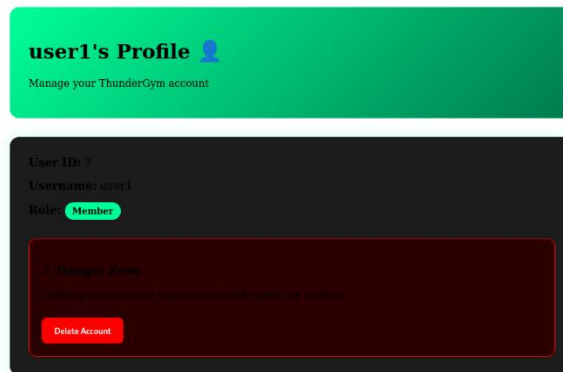 user1's Profile 👤
Manage your ThunderGym account
User ID: 7
Username: user1
Role: Member
⚠ Danger Zone
Deleting your account is permanent and cannot be undone.
Delete Account